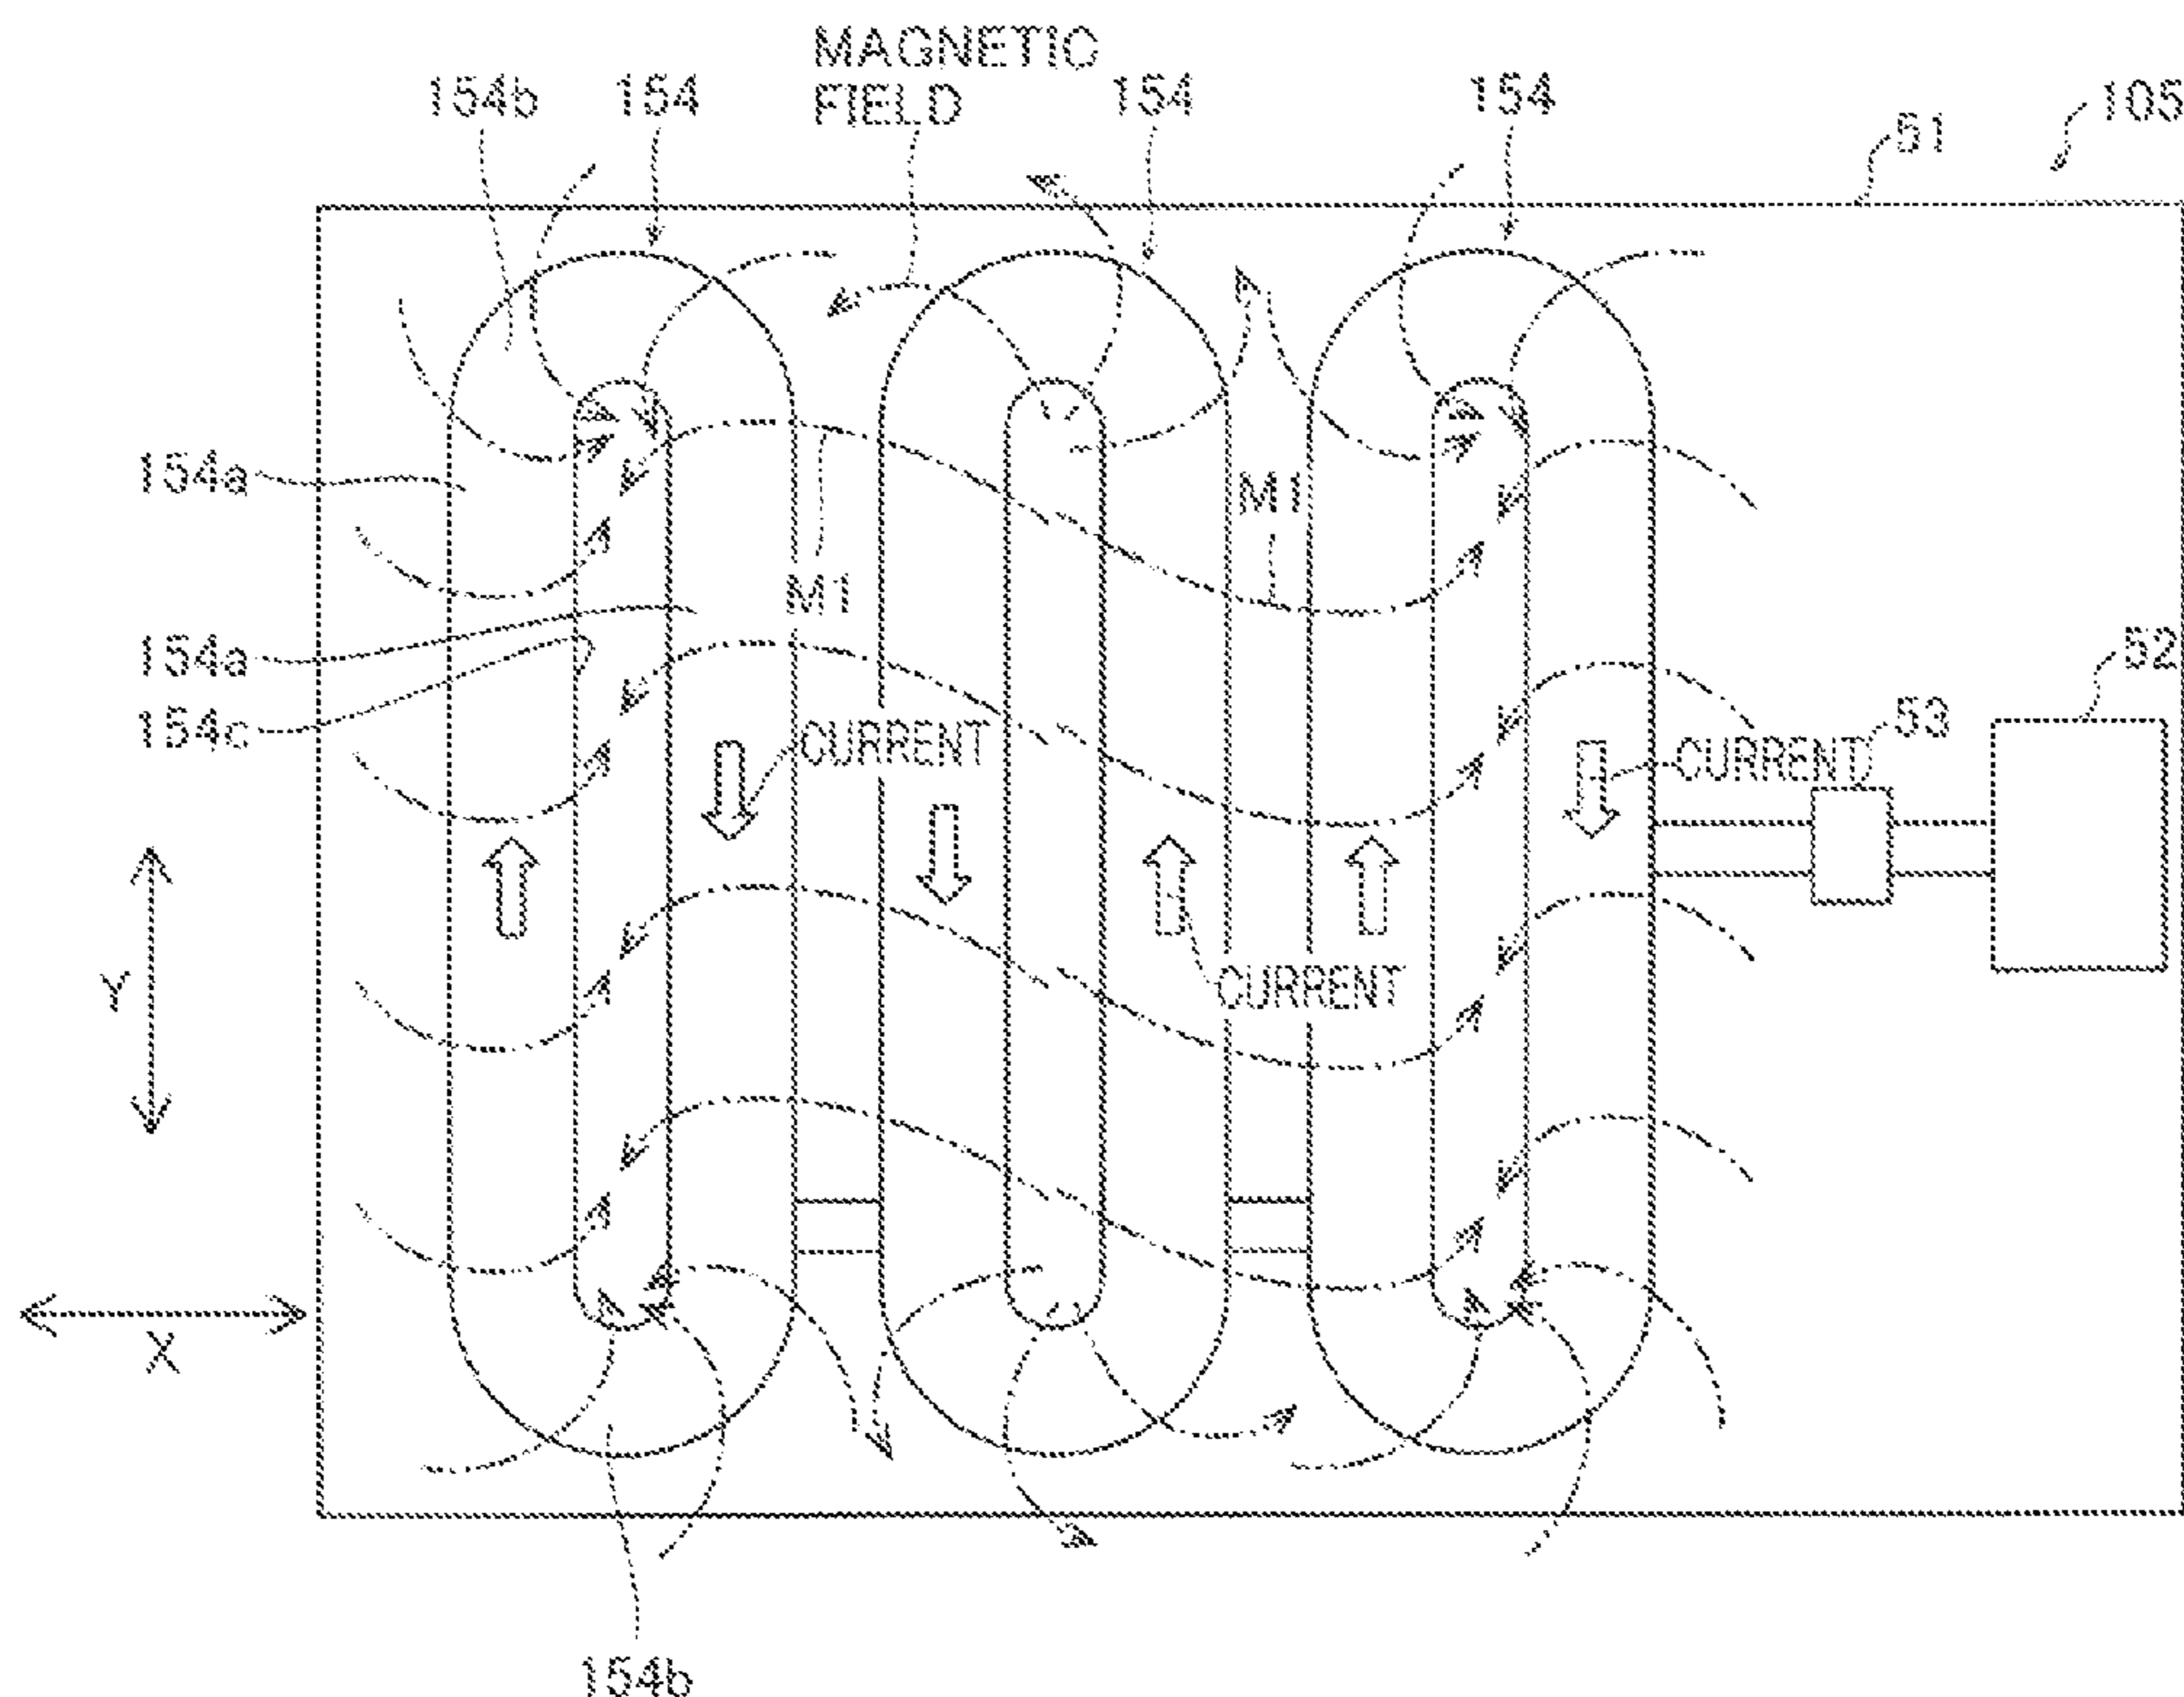 MAGNETIC
FIELD
154b
154
154
154
105
51
154a
M1
M1
154a
154c
52
53
CURRENT
CURRENT
Y
CURRENT
X
154b